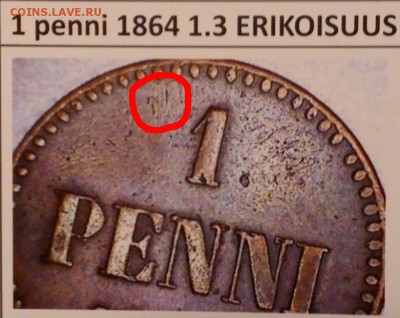 COINS.LAVE.RU
1 penni 1864 1.3 ERIKOISUUS
1
PENNI